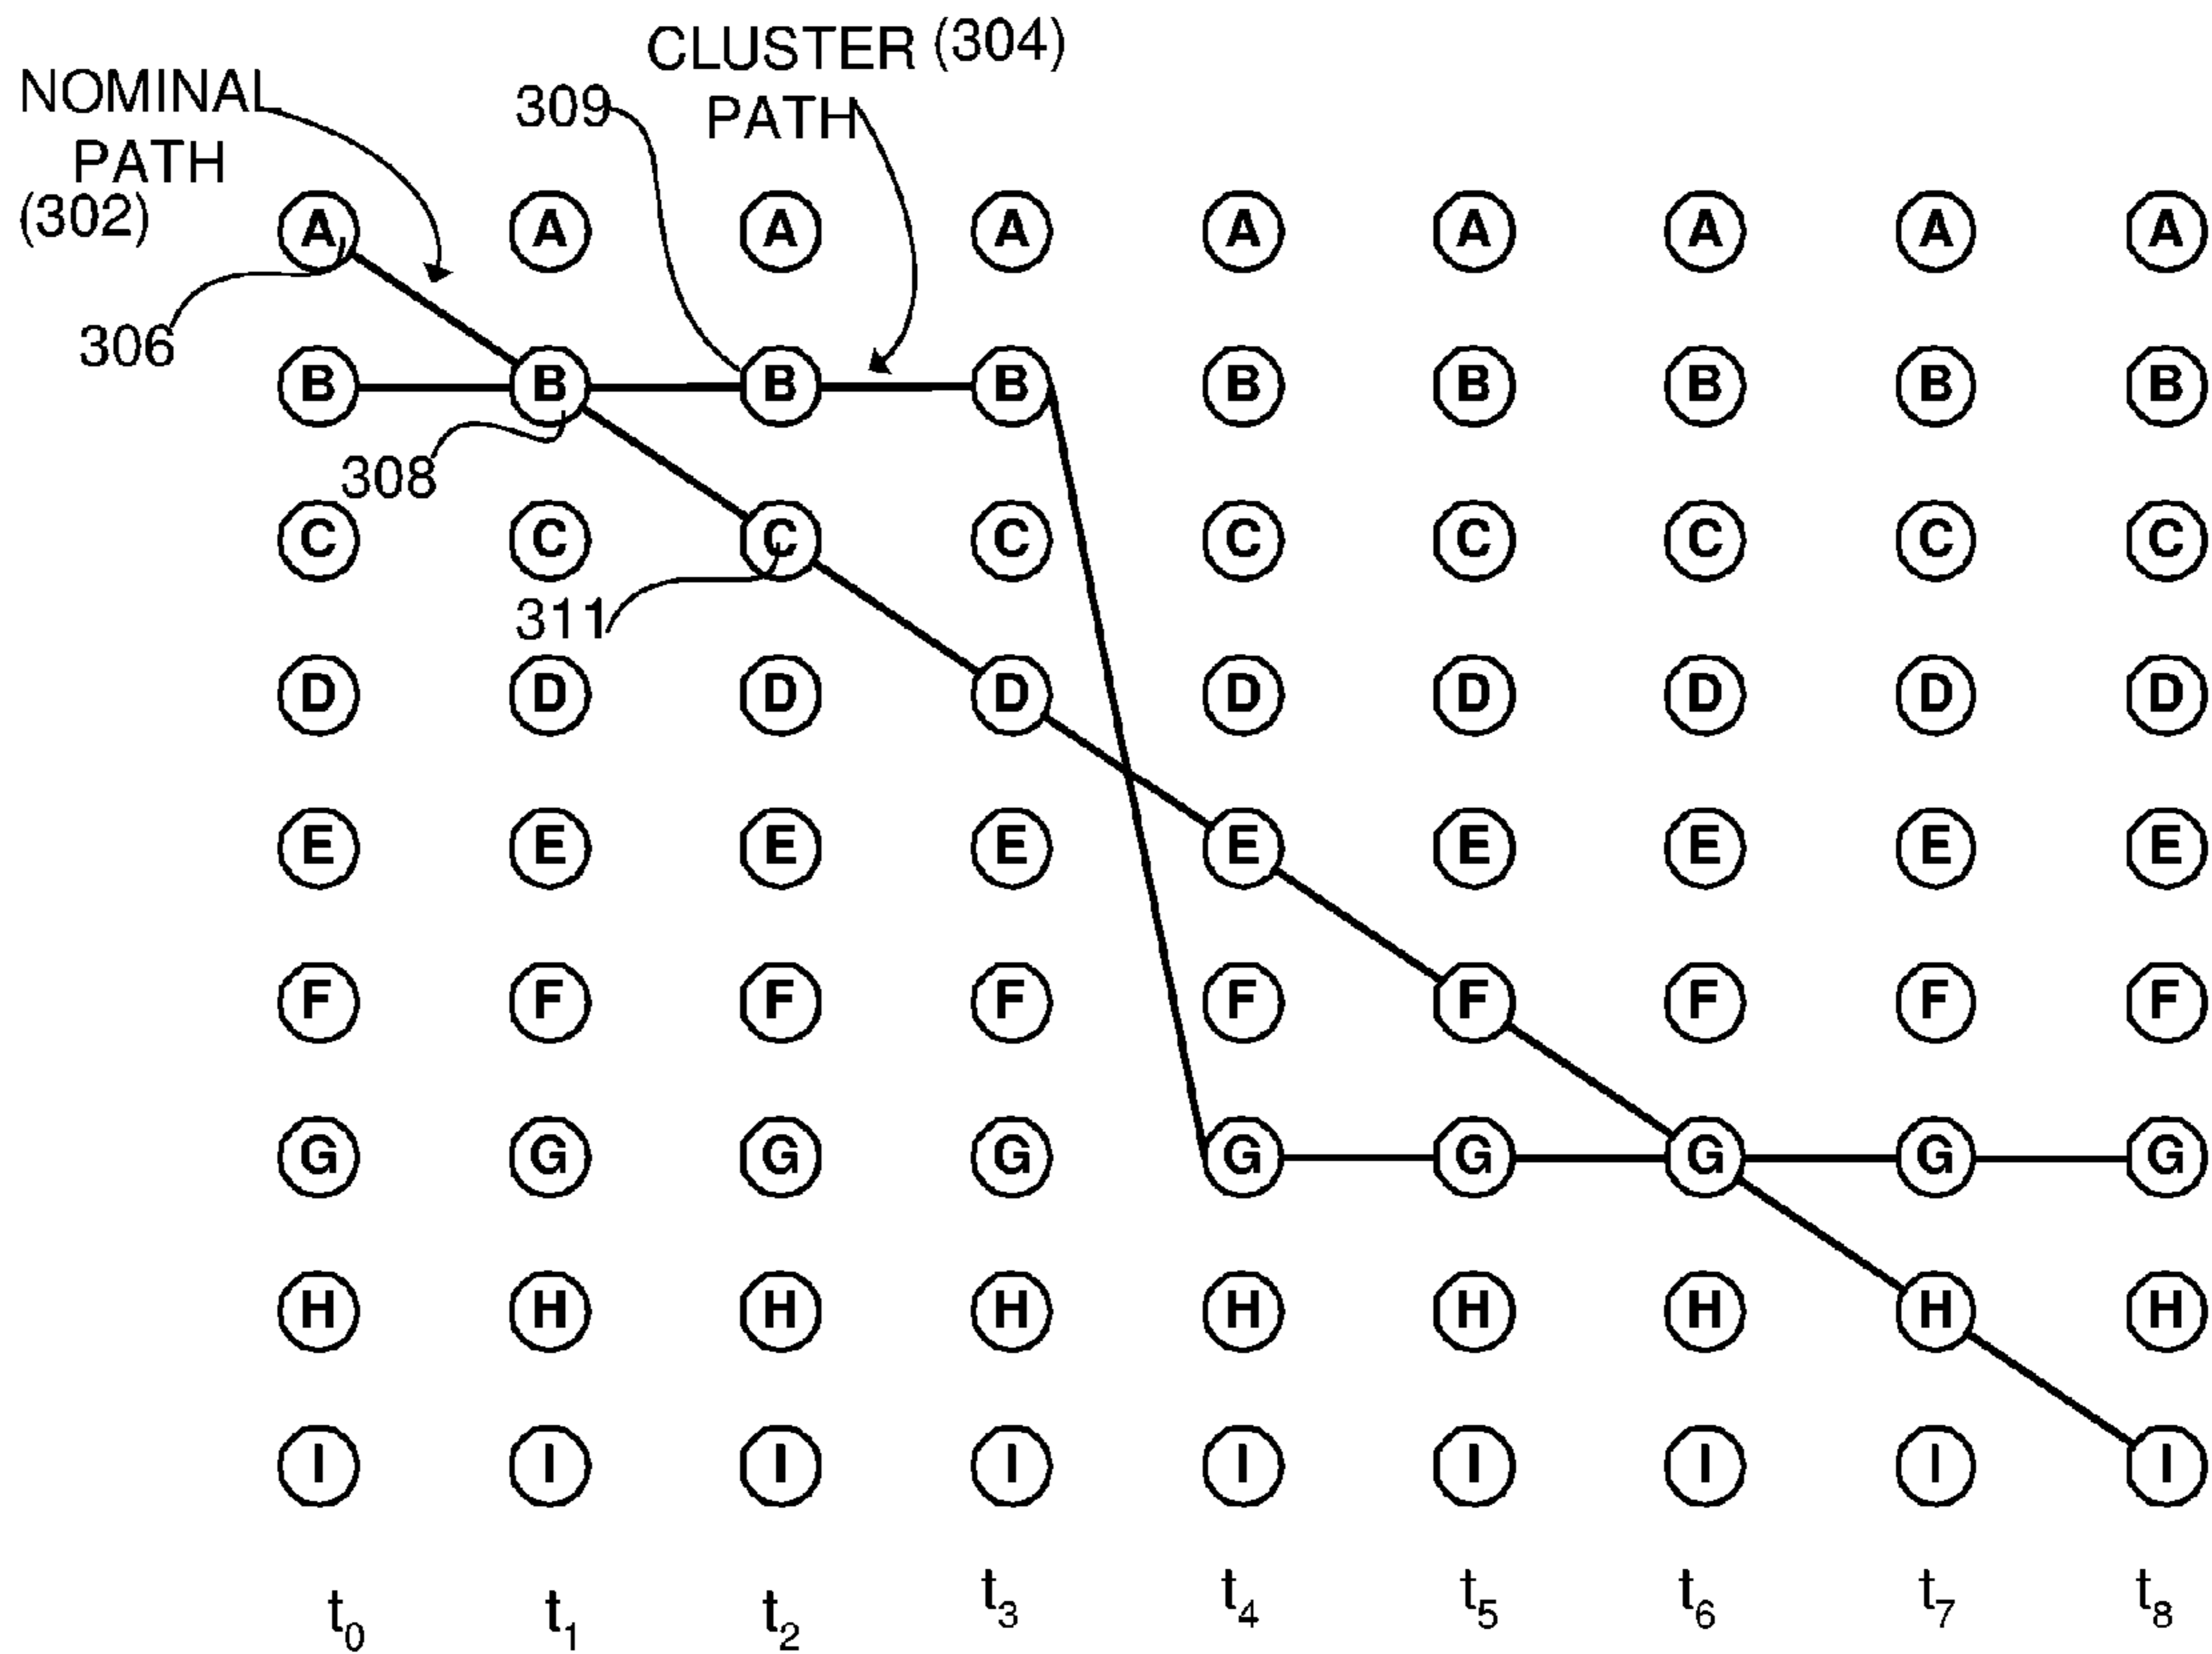 CLUSTER (304)
PATH
NOMINAL
PATH
(302)
309
A A A A A A A A A
306
B B B B B B B B B
308
C C C C C C C C C
311
D D D D D D D D D
E E E E E E E E E
F F F F F F F F F
G G G G G G G G G
H H H H H H H H H
I I I I I I I I I
t0 t1 t2 t3 t4 t5 t6 t7 t8